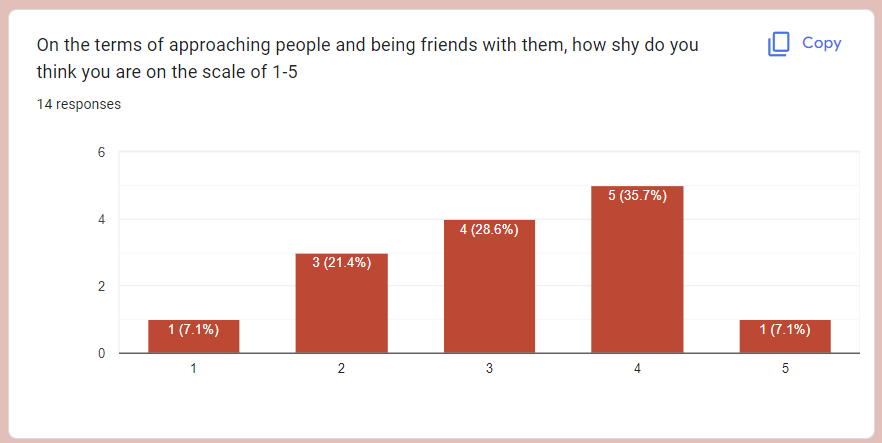 On the terms of approaching people and being friends with them, how shy do you
think you are on the scale of 1-5
Copy
14 responses
6
4
2
0
1 (7.1%)
3 (21.4%)
4 (28.6%)
5 (35.7%)
1 (7.1%)
1 2 3 4 5